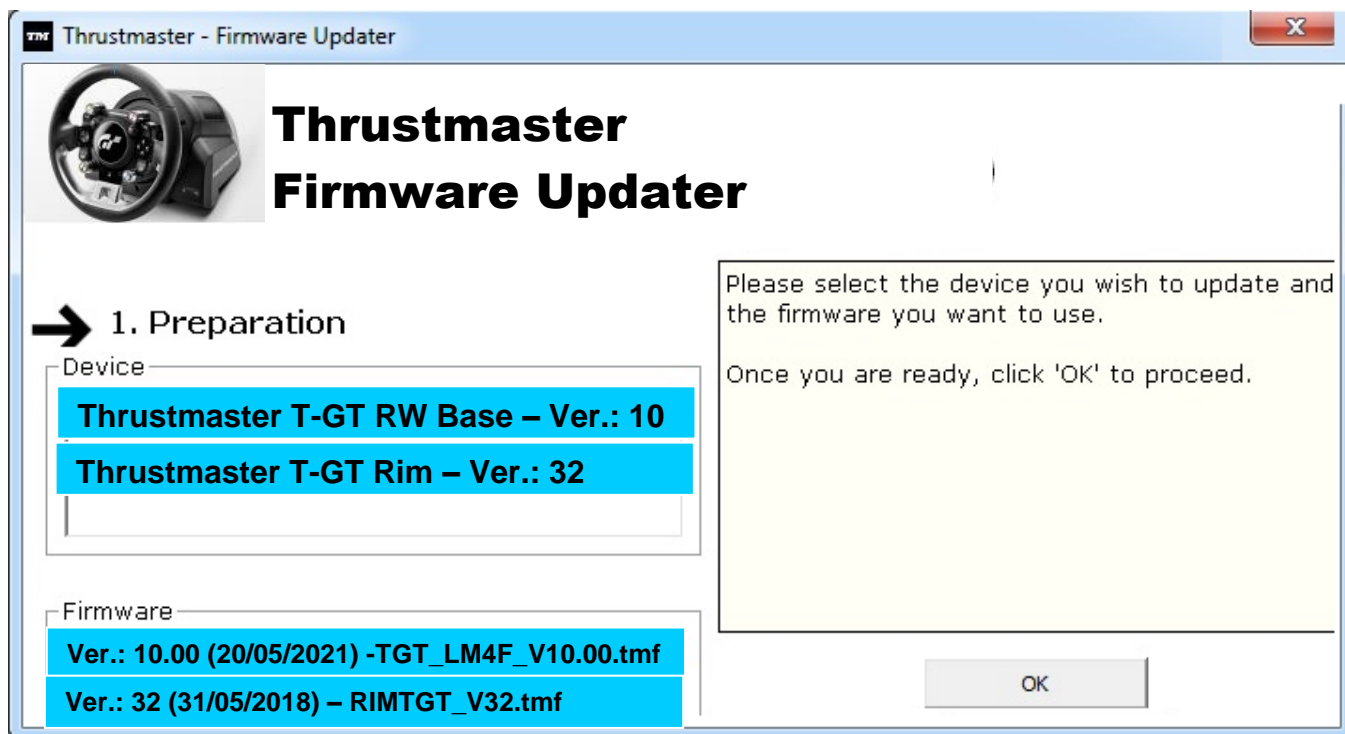 TM Thrustmaster - Firmware Updater
Thrustmaster
Firmware Updater
1. Preparation
Device
Thrustmaster T-GT RW Base – Ver.: 10
Thrustmaster T-GT Rim – Ver.: 32
Firmware
Ver.: 10.00 (20/05/2021) -TGT_LM4F_V10.00.tmf
Ver.: 32 (31/05/2018) – RIMTGT_V32.tmf
Please select the device you wish to update and
the firmware you want to use.
Once you are ready, click 'OK' to proceed.
OK